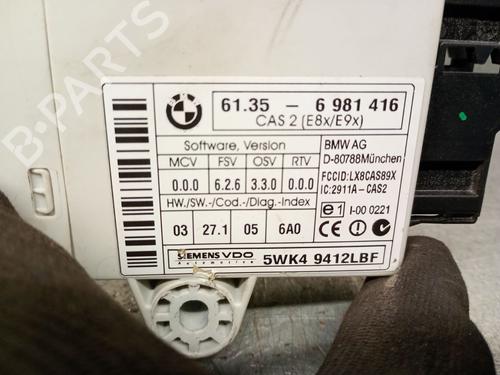 BMW
61.35 - 6 981 416
CAS 2 (E8x/E9x)
Software, Version
MCV FSV OSV RTV
0.0.0 6.2.6 3.3.0 0.0.0
HW./SW.-/Cod.-/Diag.-Index
03 27.1 05 6A0
BMW AG
D-80788München
FCCID:LX8CAS89X
IC:2911A-CAS2
e1 I-00 0221
CE
SIEMENS VDO
Automotive
5WK4 9412LBF
B-PARTS